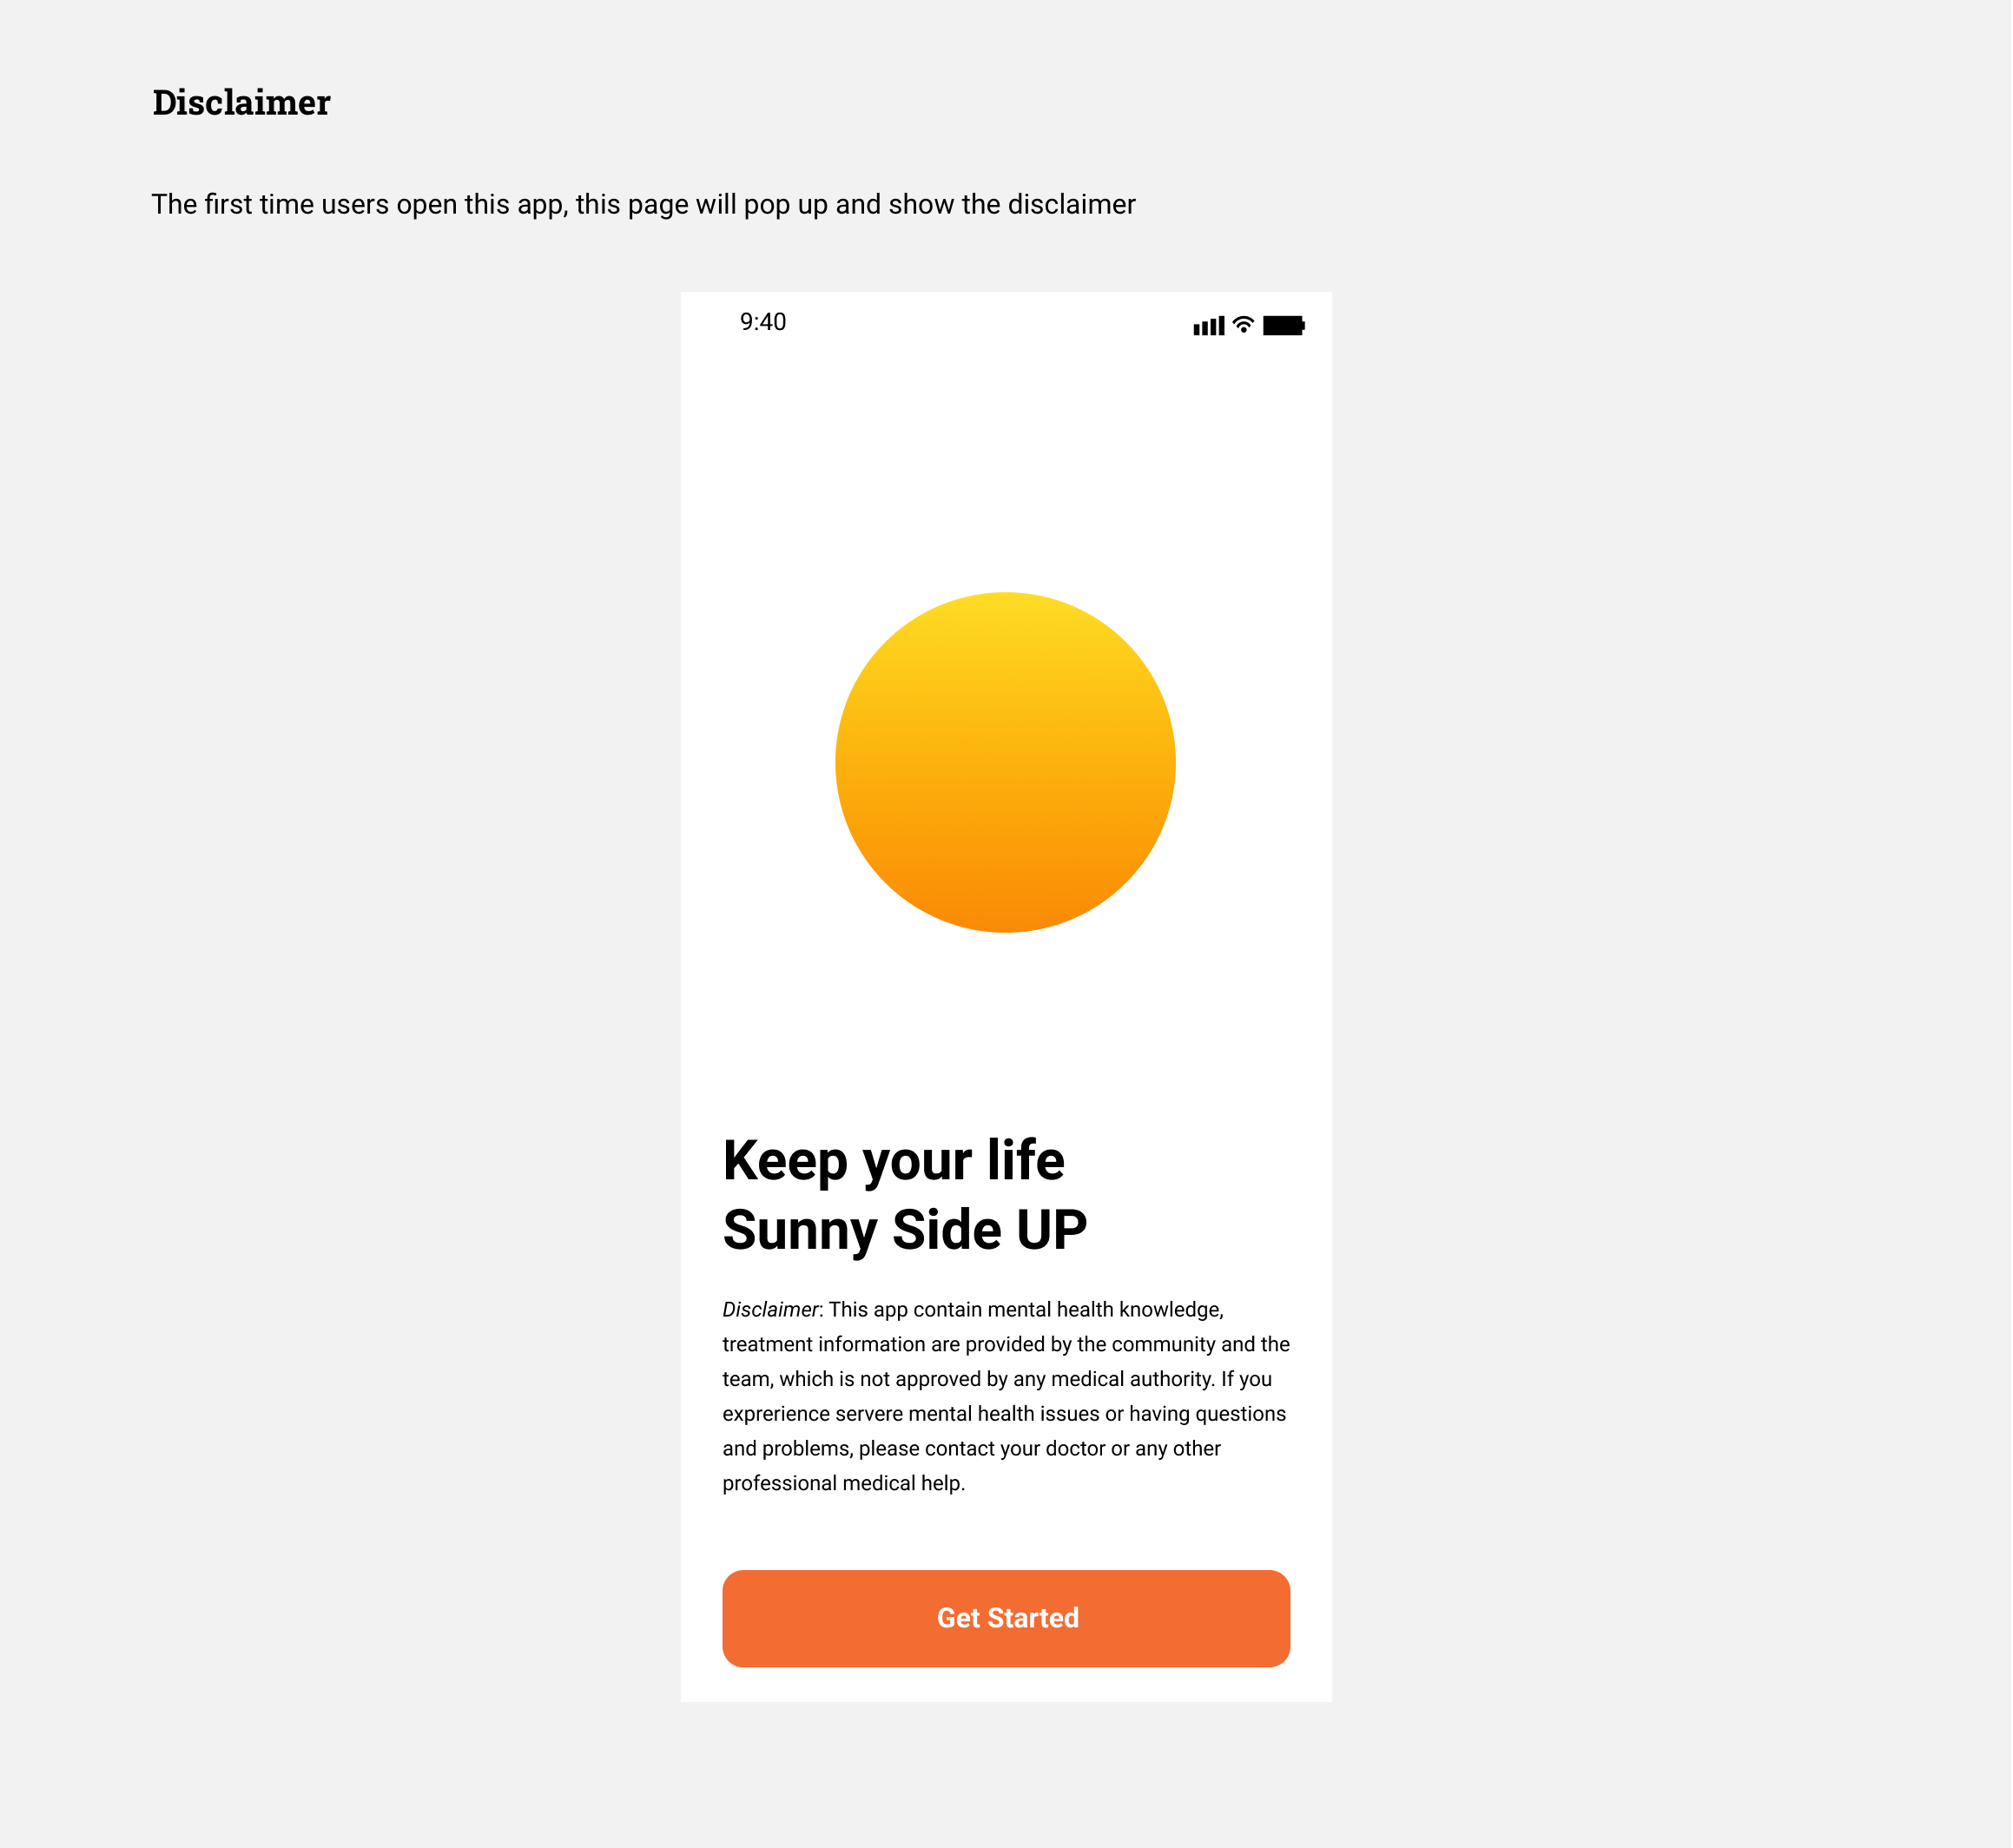 Disclaimer
The first time users open this app, this page will pop up and show the disclaimer
9:40
Keep your life
Sunny Side UP
Disclaimer: This app contain mental health knowledge,
treatment information are provided by the community and the
team, which is not approved by any medical authority. If you
exprerience servere mental health issues or having questions
and problems, please contact your doctor or any other
professional medical help.
Get Started